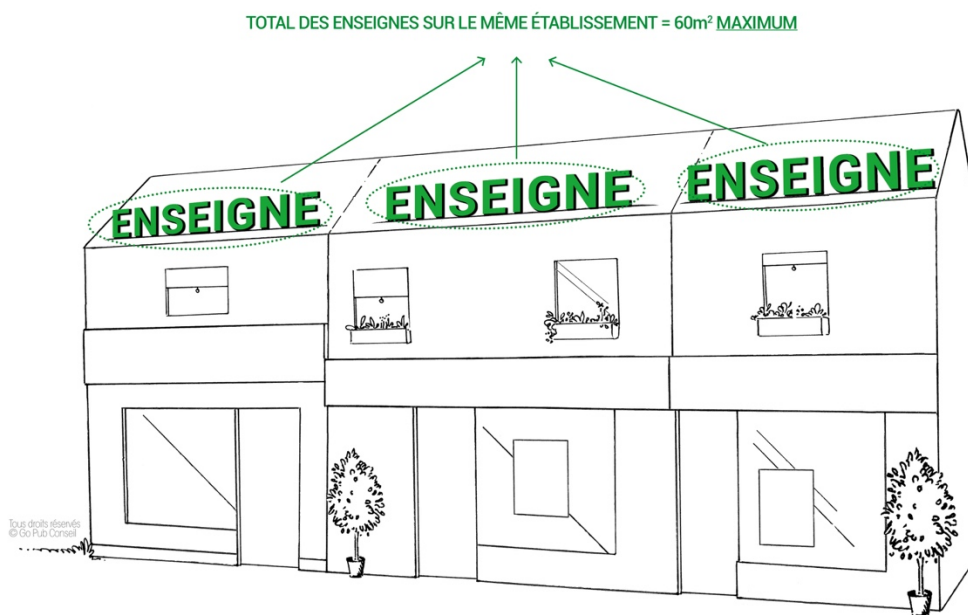 TOTAL DES ENSEIGNES SUR LE MÊME ÉTABLISSEMENT = 60m² MAXIMUM
ENSEIGNE ENSEIGNE ENSEIGNE
Tous droits réservés
© Go Pub Conseil